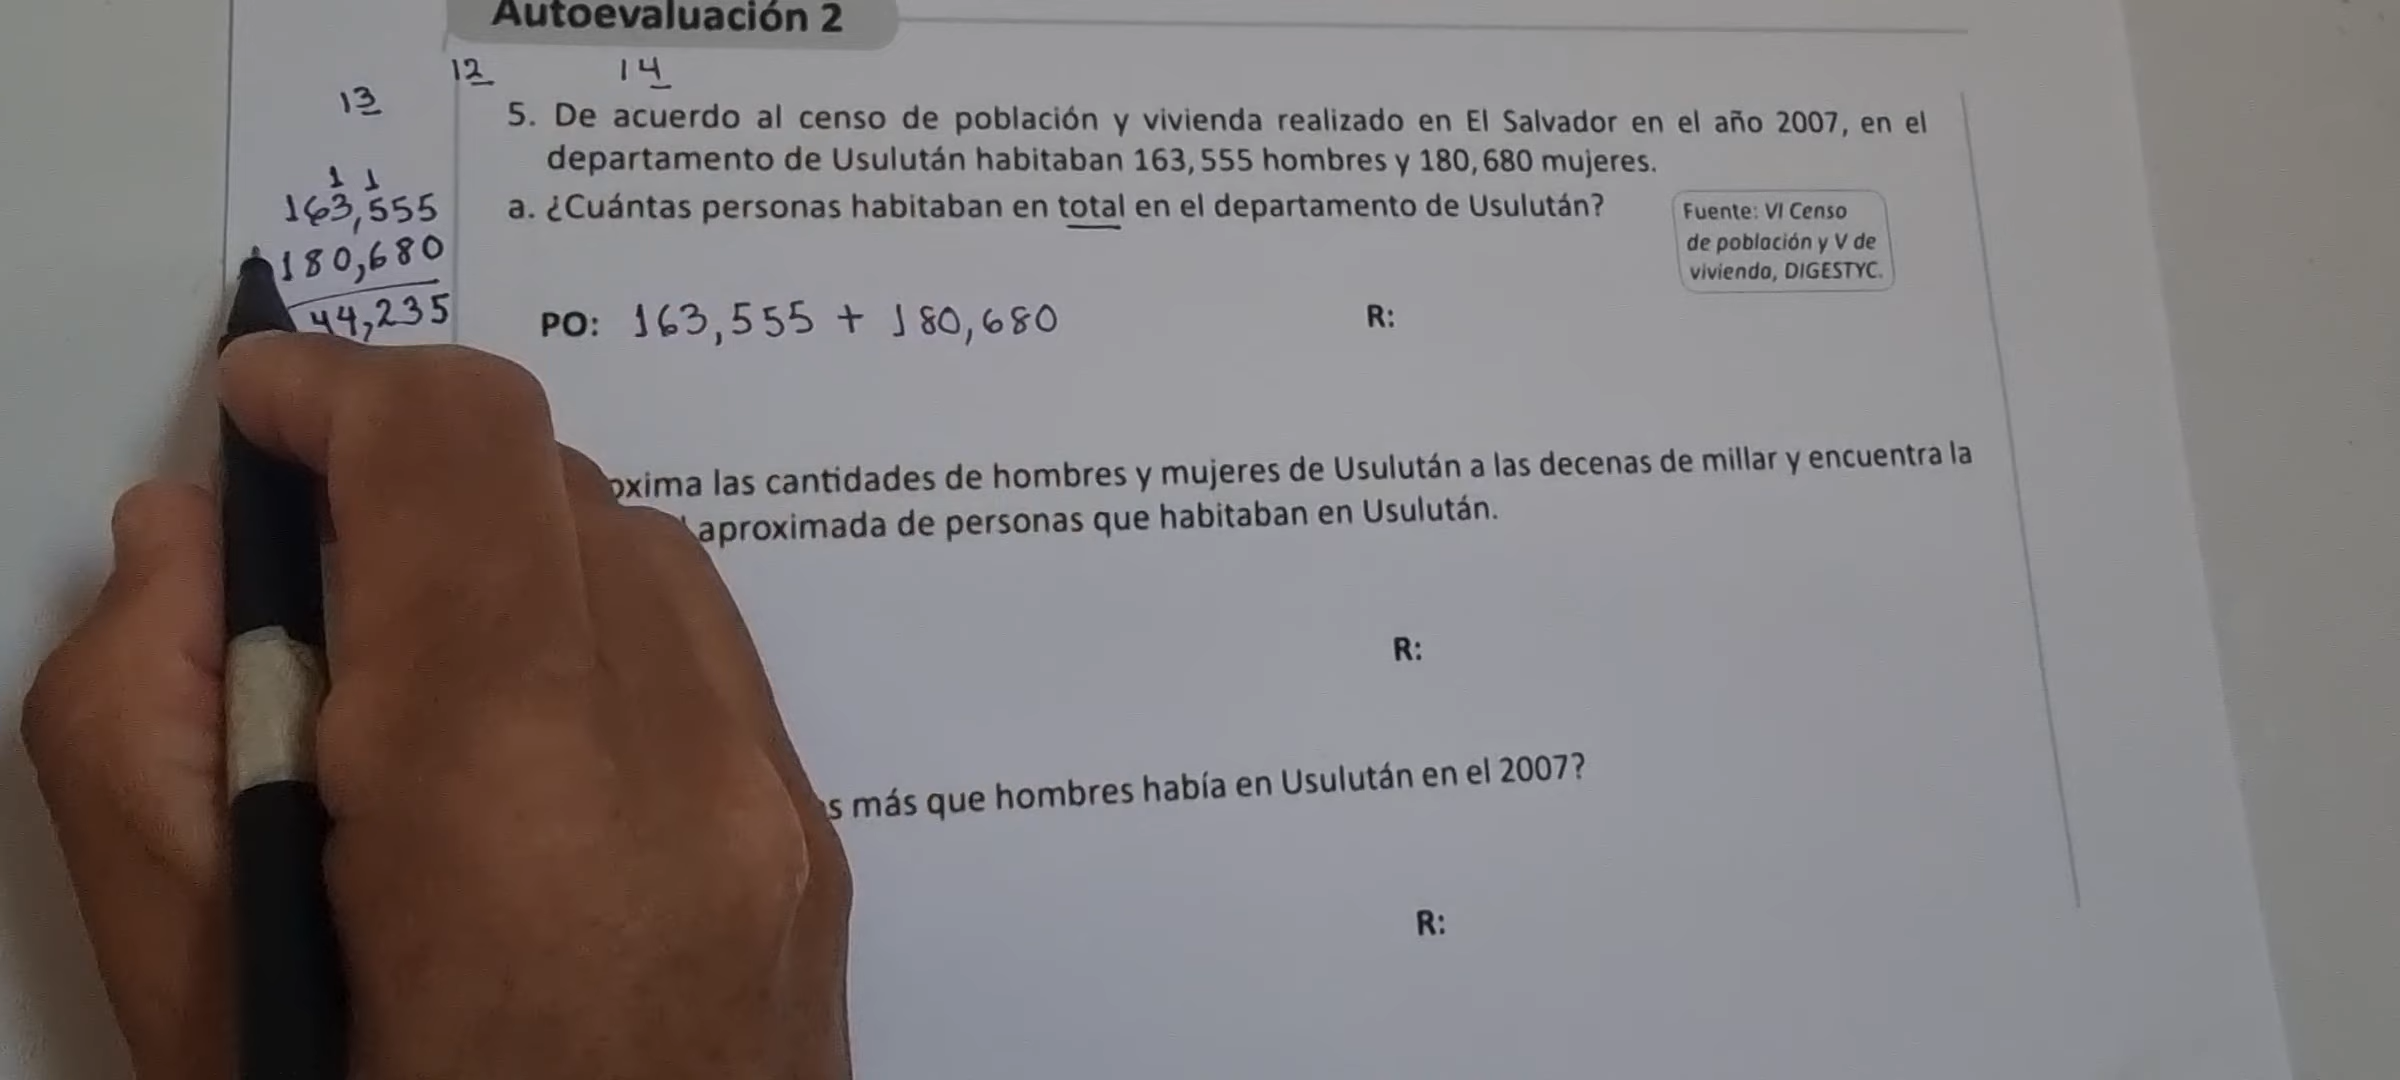 Autoevaluación 2
12 14
13
5. De acuerdo al censo de población y vivienda realizado en El Salvador en el año 2007, en el
departamento de Usulután habitaban 163,555 hombres y 180,680 mujeres.
a. ¿Cuántas personas habitaban en total en el departamento de Usulután?
Fuente: VI Censo
de población y V de
vivienda, DIGESTYC.
1 1
163,555
180,680
44,235
PO: 163,555 + 180,680
R:
las cantidades de hombres y mujeres de Usulután a las decenas de millar y encuentra la
aproximada de personas que habitaban en Usulután.
R:
más que hombres había en Usulután en el 2007?
R: